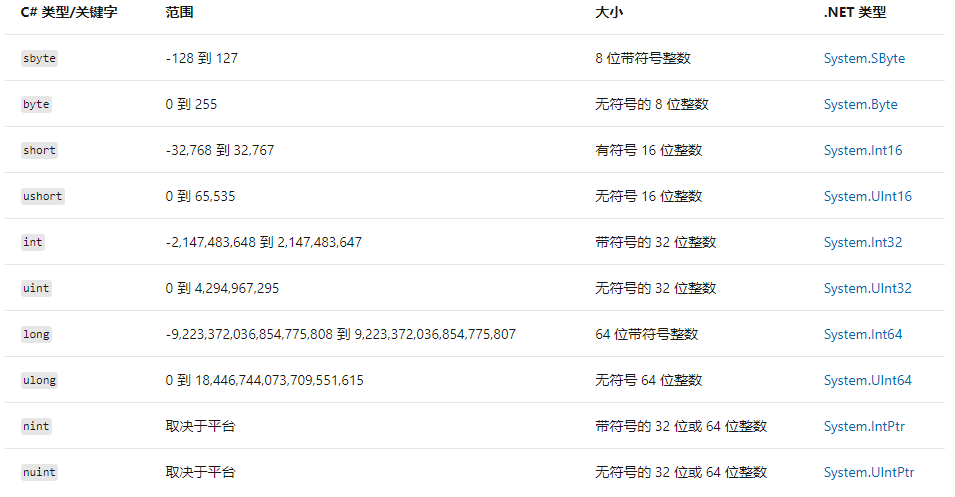 C# 类型/关键字 范围 大小 .NET 类型
sbyte -128 到 127 8 位带符号整数 System.SByte
byte 0 到 255 无符号的 8 位整数 System.Byte
short -32,768 到 32,767 有符号 16 位整数 System.Int16
ushort 0 到 65,535 无符号 16 位整数 System.UInt16
int -2,147,483,648 到 2,147,483,647 带符号的 32 位整数 System.Int32
uint 0 到 4,294,967,295 无符号的 32 位整数 System.UInt32
long -9,223,372,036,854,775,808 到 9,223,372,036,854,775,807 64 位带符号整数 System.Int64
ulong 0 到 18,446,744,073,709,551,615 无符号 64 位整数 System.UInt64
nint 取决于平台 带符号的 32 位或 64 位整数 System.IntPtr
nuint 取决于平台 无符号的 32 位或 64 位整数 System.UIntPtr